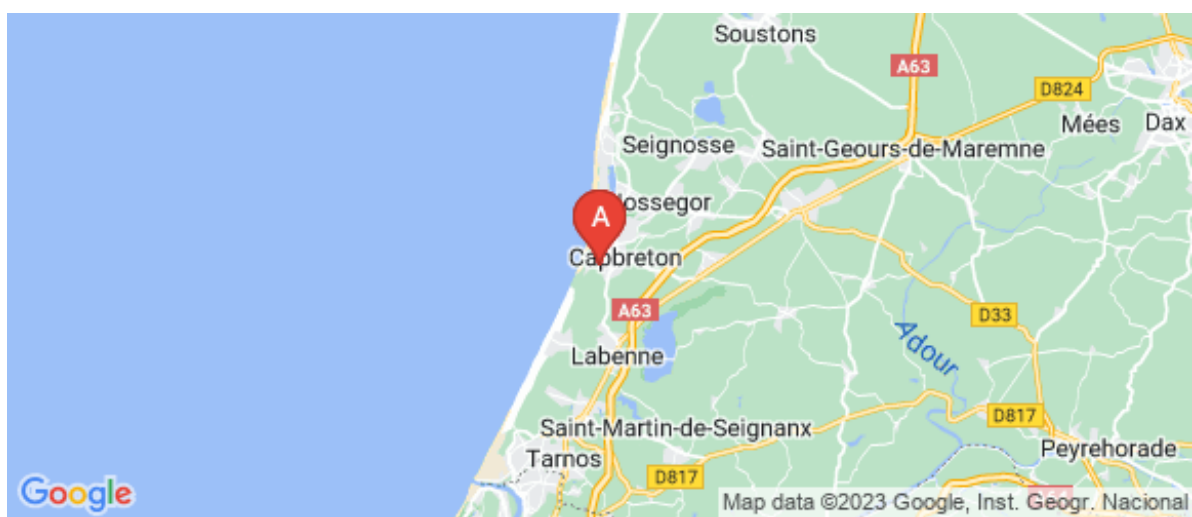 Soustons
A63
D824
Mées
Dax
Seignosse
Saint-Geours-de-Maremne
Hossegor
A
Capbreton
A63
D33
Adour
Labenne
D817
Saint-Martin-de-Seignanx
Peyrehorade
Tarnos
D817
Google
Map data ©2023 Google, Inst. Geogr. Nacional